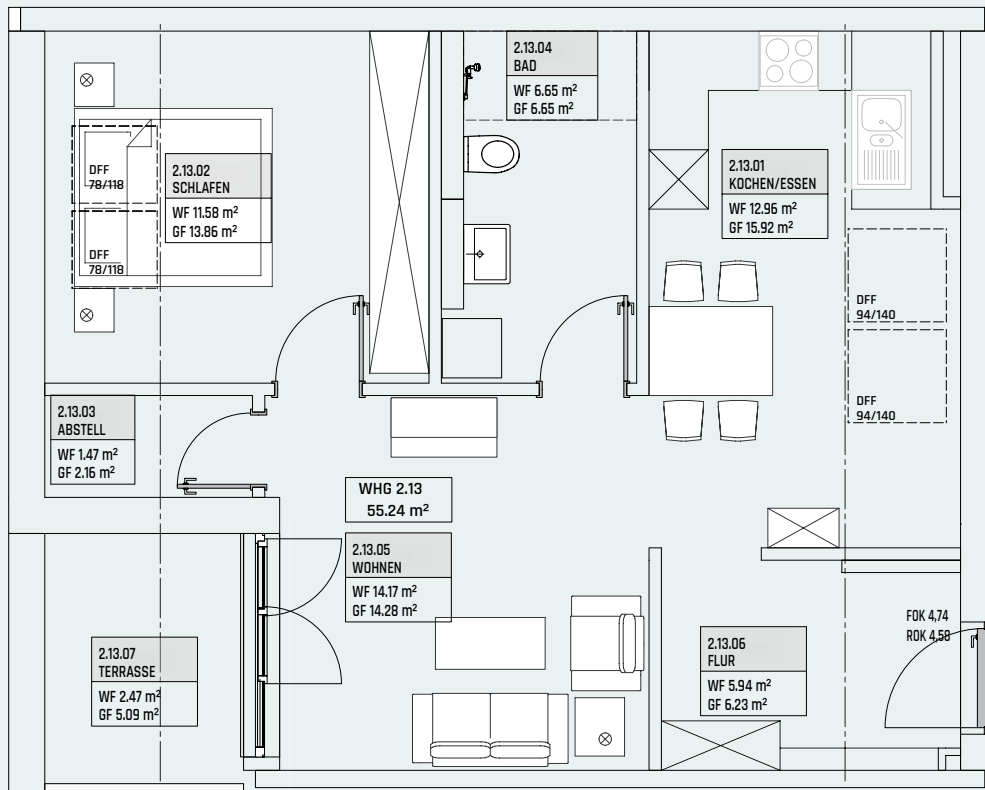 2.13.04
BAD
WF 6.65 m²
GF 6.65 m²
2.13.02
SCHLAFEN
WF 11.58 m²
GF 13.86 m²
DFF
78/118
DFF
78/118
2.13.01
KOCHEN/ESSEN
WF 12.96 m²
GF 15.92 m²
DFF
94/140
DFF
94/140
2.13.03
ABSTELL
WF 1.47 m²
GF 2.16 m²
WHG 2.13
55.24 m²
2.13.05
WOHNEN
WF 14.17 m²
GF 14.28 m²
2.13.07
TERRASSE
WF 2.47 m²
GF 5.09 m²
2.13.06
FLUR
WF 5.94 m²
GF 6.23 m²
FOK 4,74
ROK 4,58